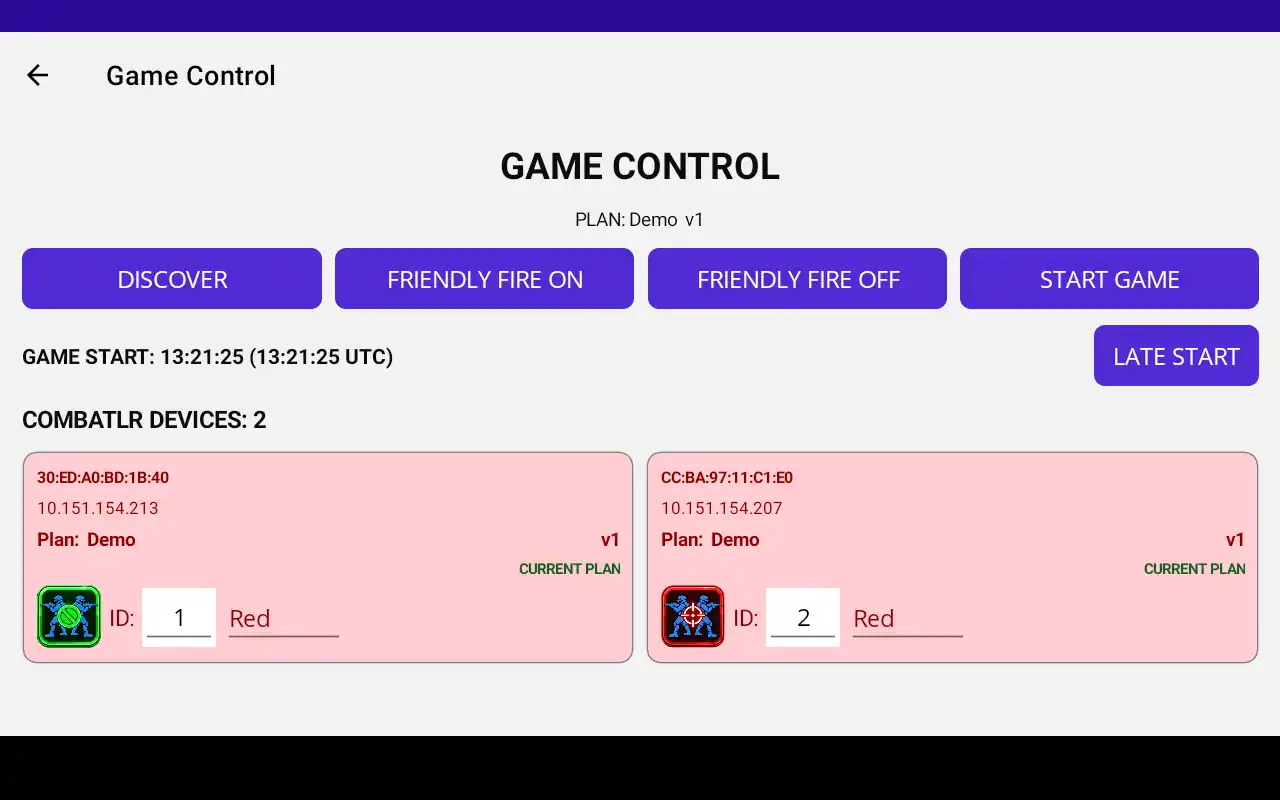 Game Control
GAME CONTROL
PLAN: Demo v1
DISCOVER
FRIENDLY FIRE ON
FRIENDLY FIRE OFF
START GAME
GAME START: 13:21:25 (13:21:25 UTC)
LATE START
COMBATLR DEVICES: 2
30:ED:A0:BD:1B:40
10.151.154.213
Plan: Demo v1
CURRENT PLAN
ID: 1 Red
CC:BA:97:11:C1:E0
10.151.154.207
Plan: Demo v1
CURRENT PLAN
ID: 2 Red